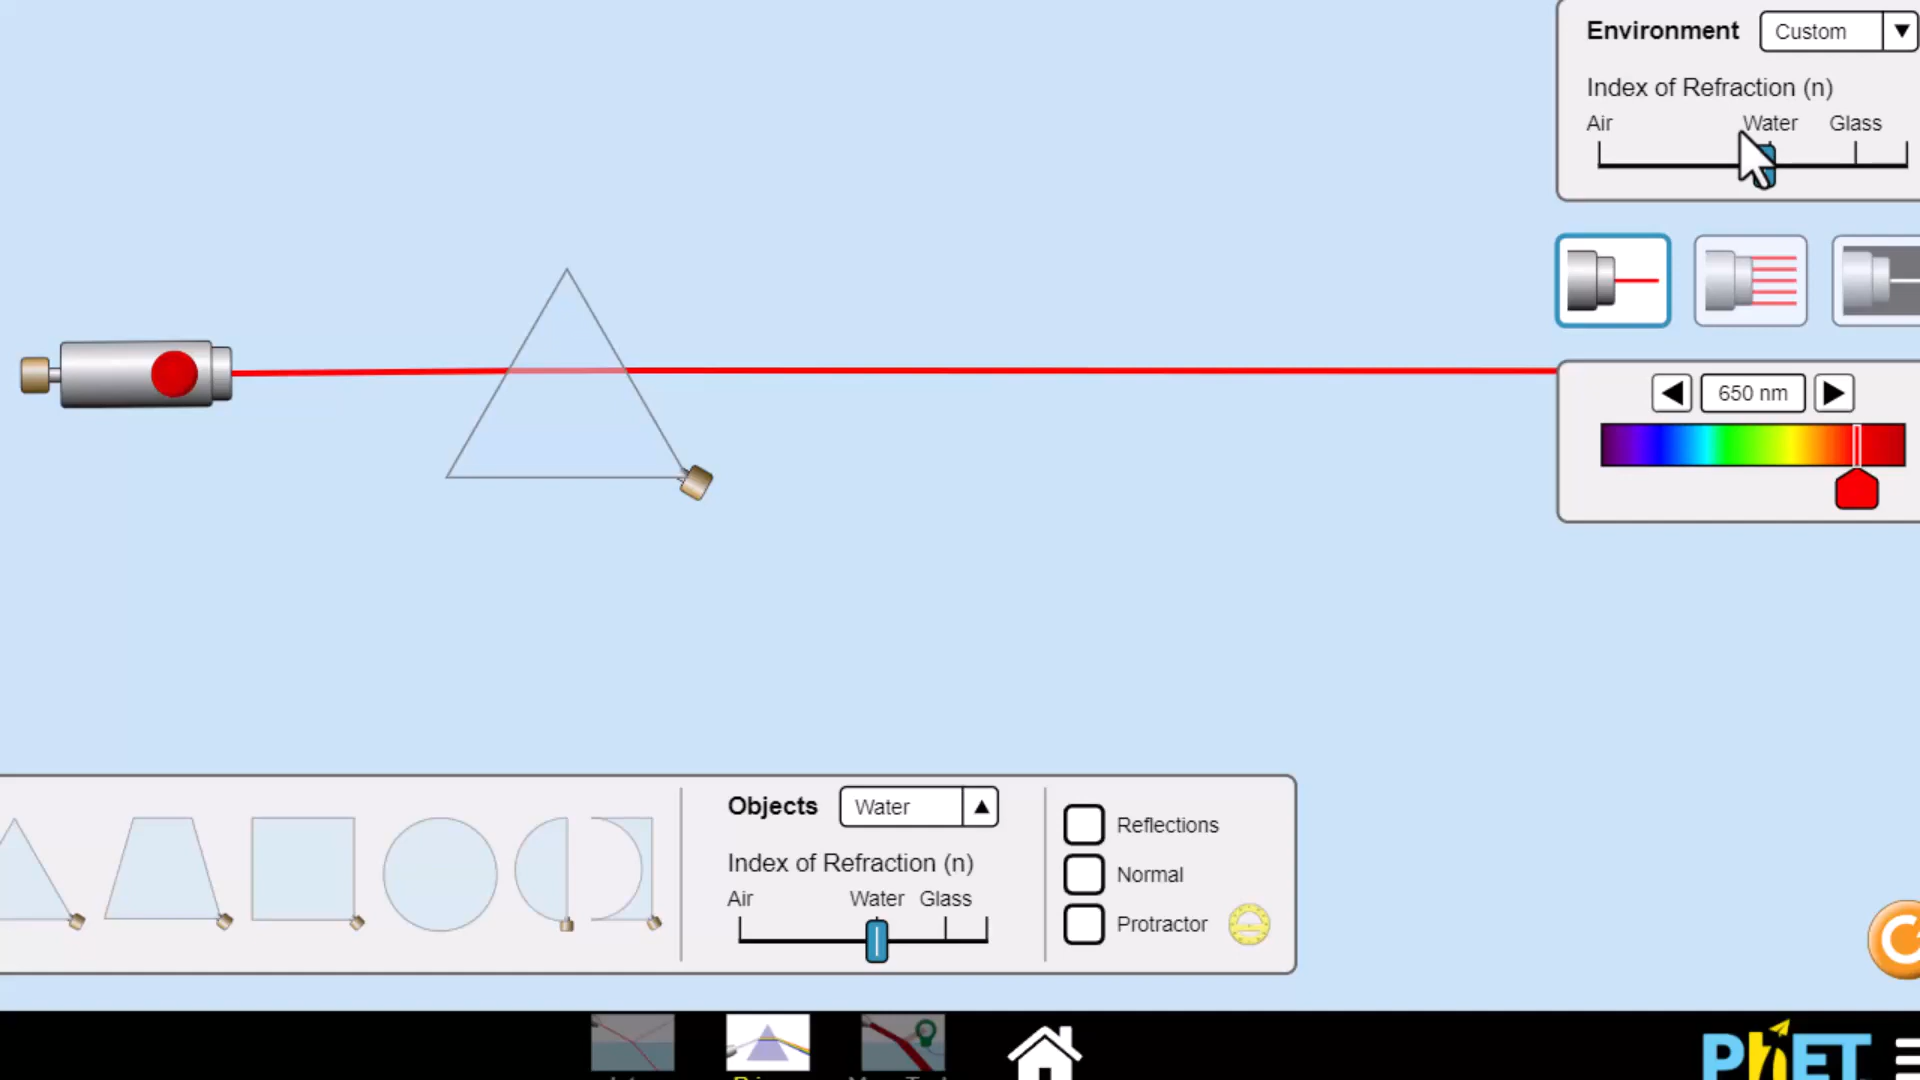 Environment Custom
Index of Refraction (n)
Air Water Glass
650 nm
Objects Water
Index of Refraction (n)
Air Water Glass
Reflections
Normal
Protractor
PhET